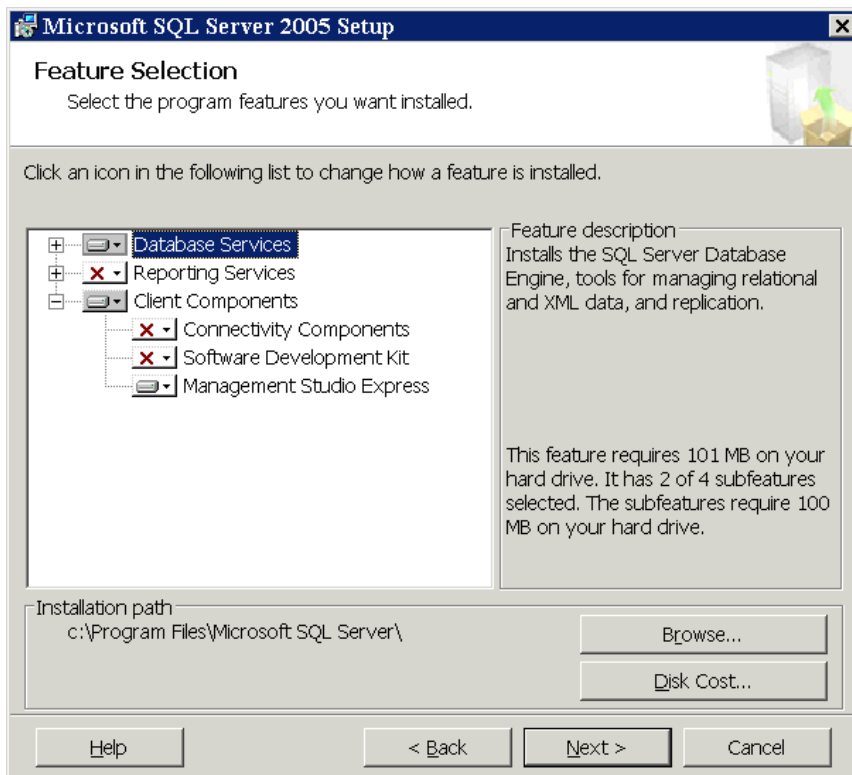 Microsoft SQL Server 2005 Setup
Feature Selection
Select the program features you want installed.
Click an icon in the following list to change how a feature is installed.
Database Services
Reporting Services
Client Components
Connectivity Components
Software Development Kit
Management Studio Express
Feature description
Installs the SQL Server Database
Engine, tools for managing relational
and XML data, and replication.
This feature requires 101 MB on your
hard drive. It has 2 of 4 subfeatures
selected. The subfeatures require 100
MB on your hard drive.
Installation path
c:\Program Files\Microsoft SQL Server\
Browse...
Disk Cost...
Help
< Back
Next >
Cancel